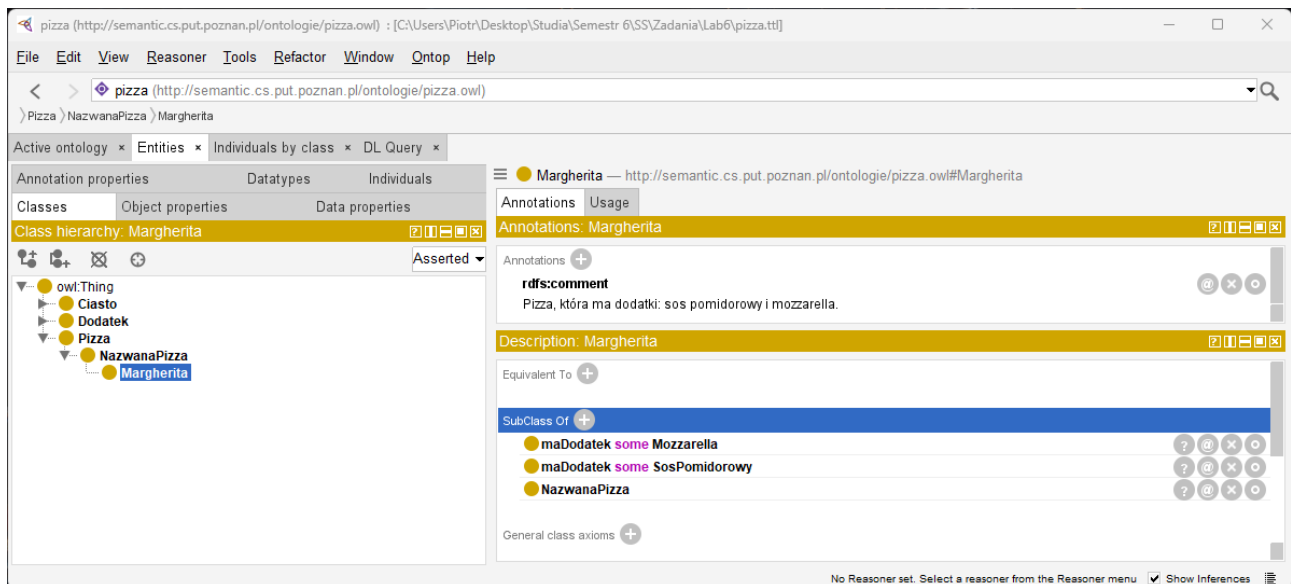 pizza (http://semantic.cs.put.poznan.pl/ontologie/pizza.owl) : [C:\Users\Piotr\Desktop\Studia\Semestr 6\SS\Zadania\Lab6\pizza.ttl]
File Edit View Reasoner Tools Refactor Window Ontop Help
pizza (http://semantic.cs.put.poznan.pl/ontologie/pizza.owl)
Pizza NazwanaPizza Margherita
Active ontology × Entities × Individuals by class × DL Query ×
Annotation properties Datatypes Individuals
Classes Object properties Data properties
Class hierarchy: Margherita
Asserted
owl:Thing
Ciasto
Dodatek
Pizza
NazwanaPizza
Margherita
Margherita — http://semantic.cs.put.poznan.pl/ontologie/pizza.owl#Margherita
Annotations Usage
Annotations: Margherita
Annotations
rdfs:comment
Pizza, która ma dodatki: sos pomidorowy i mozzarella.
Description: Margherita
Equivalent To
SubClass Of
maDodatek some Mozzarella
maDodatek some SosPomidorowy
NazwanaPizza
General class axioms
No Reasoner set. Select a reasoner from the Reasoner menu Show Inferences